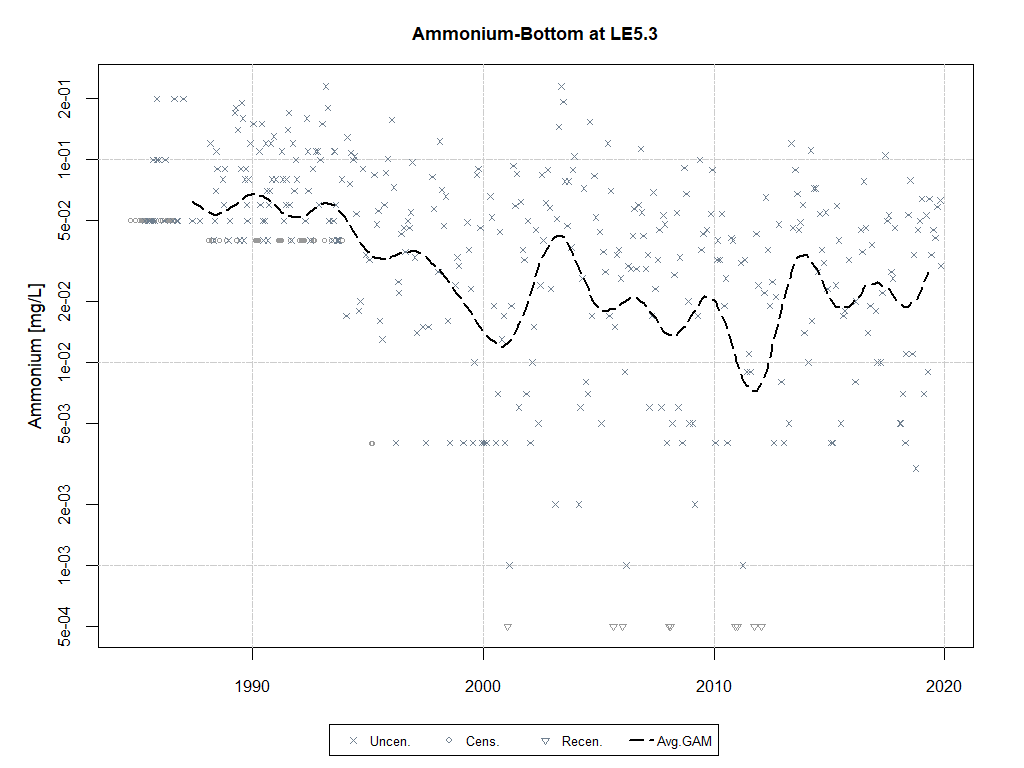 Ammonium-Bottom at LE5.3
Ammonium [mg/L]
2e-01
1e-01
5e-02
2e-02
1e-02
5e-03
2e-03
1e-03
5e-04
1990 2000 2010 2020
Uncen. Cens. Recen. Avg.GAM